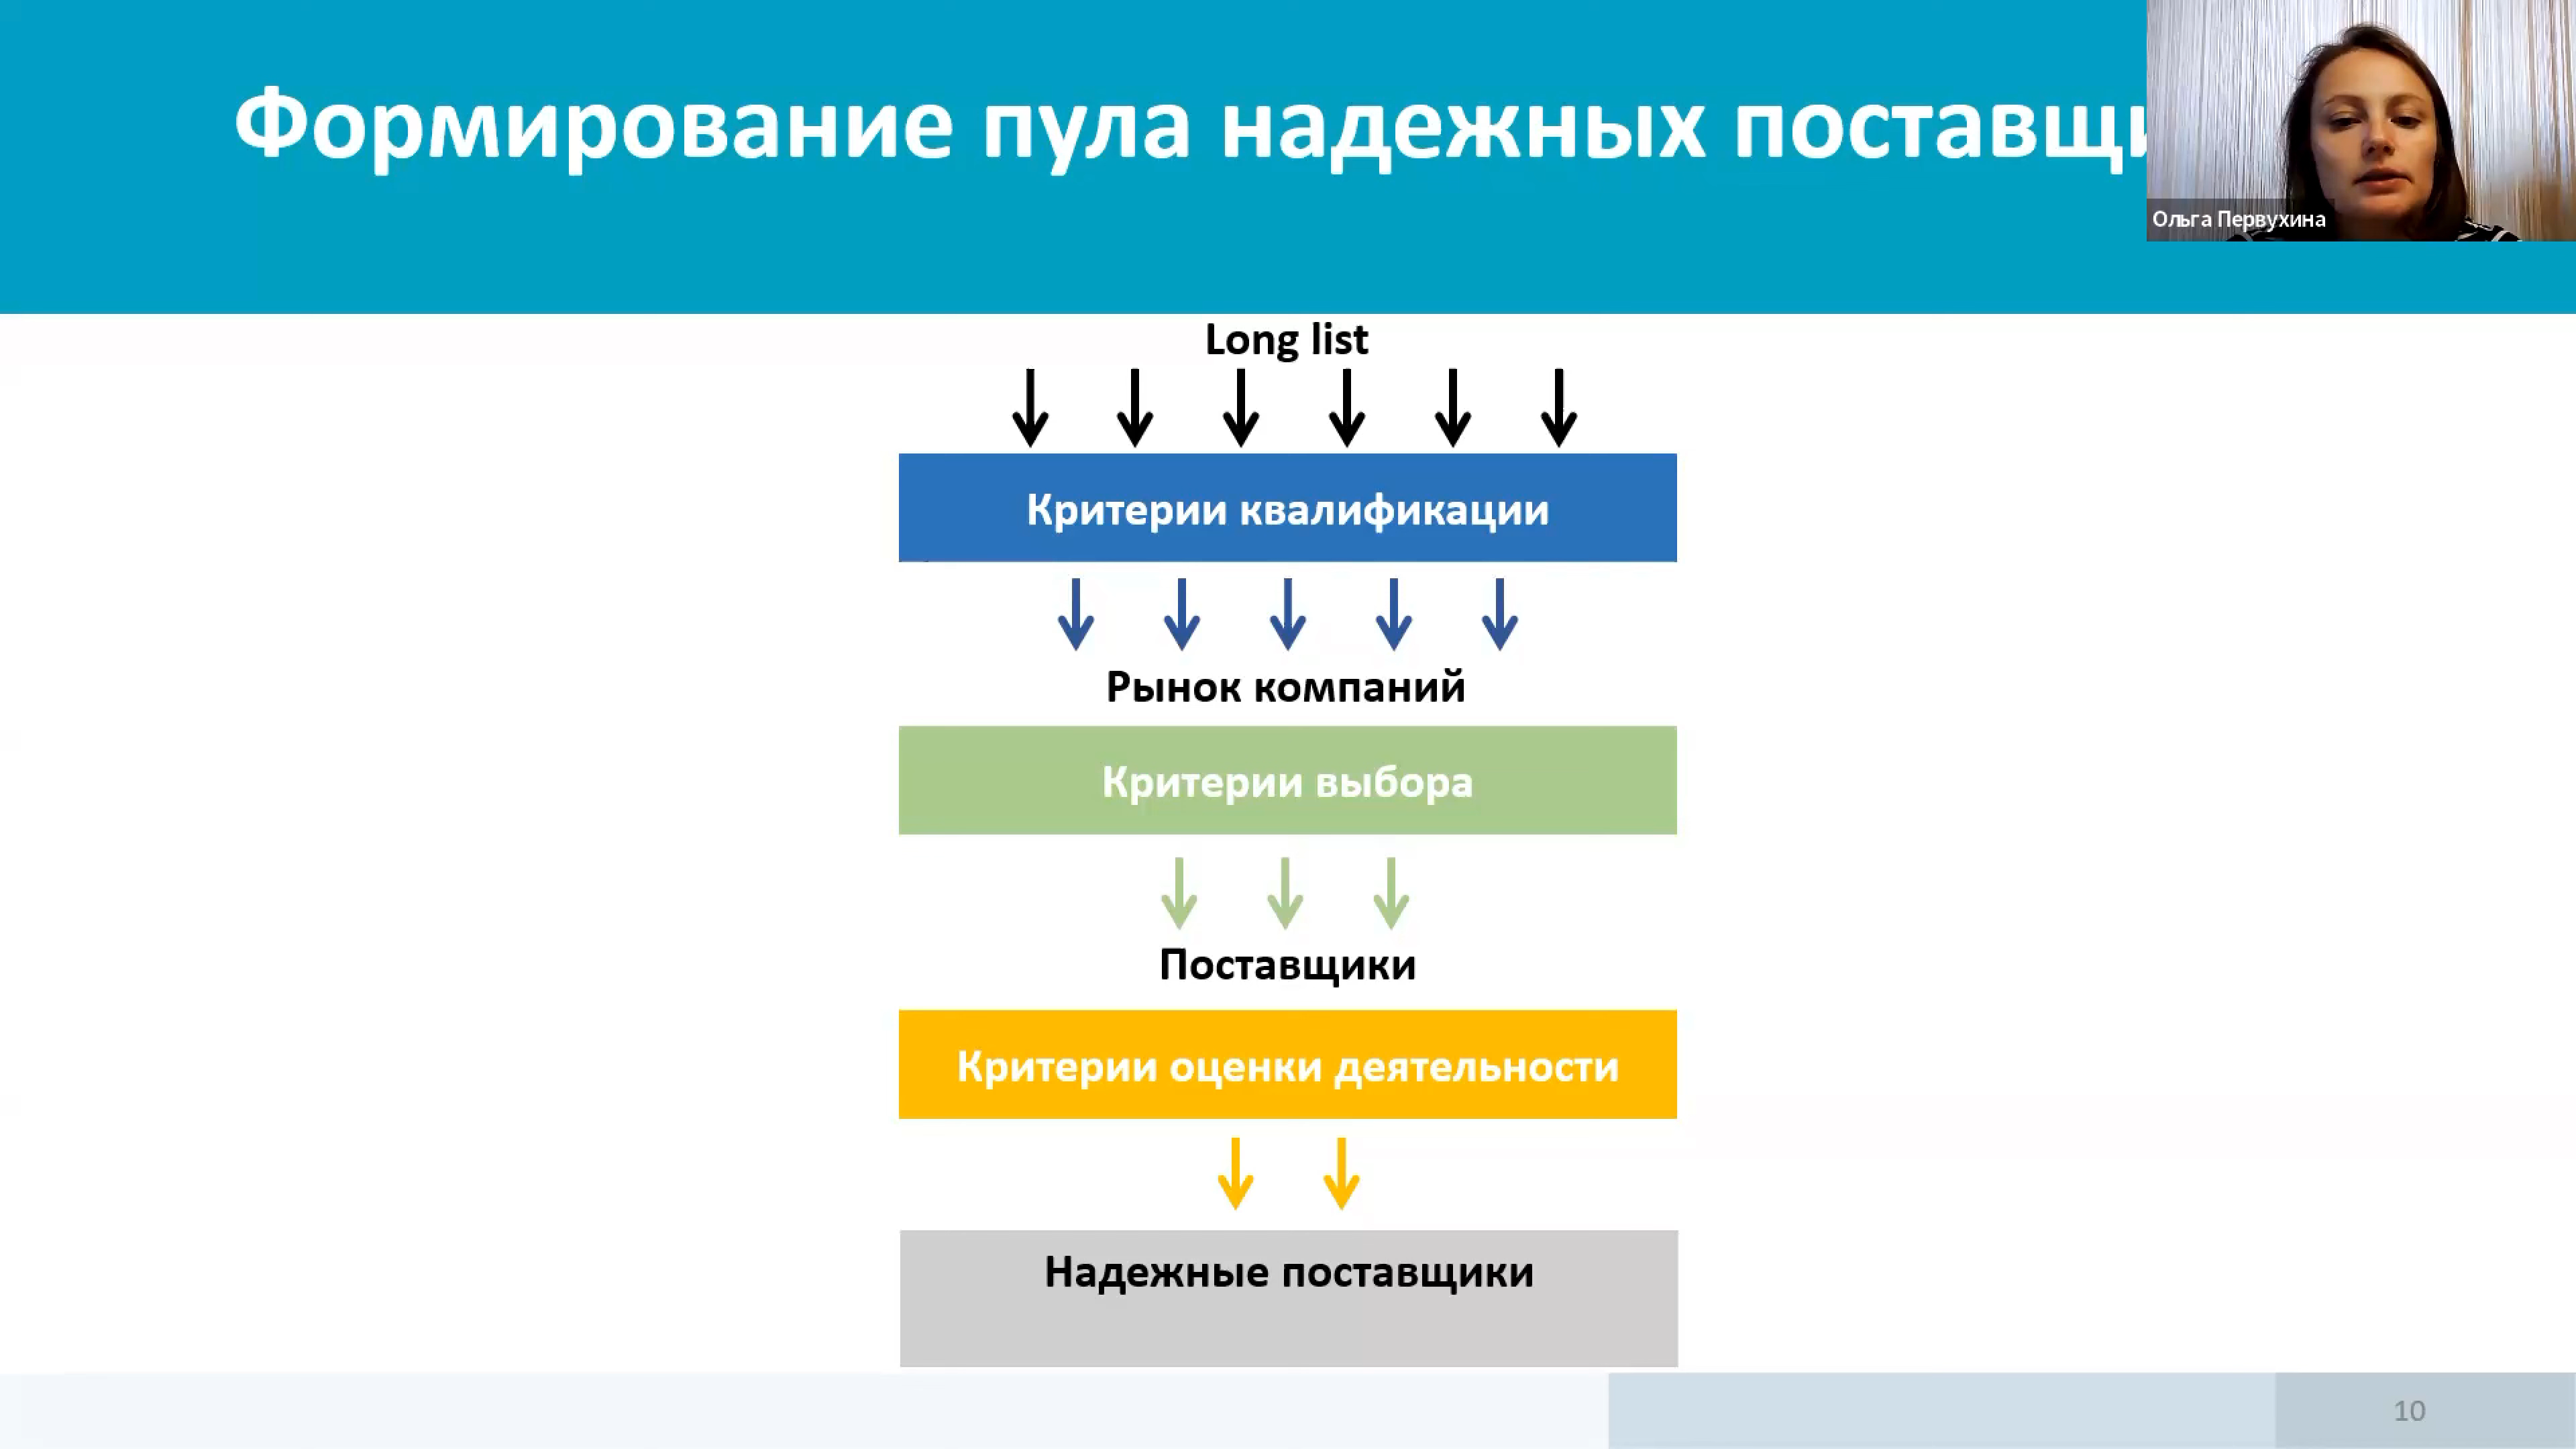 Формирование пула надежных
Ольга Первухина
Long list
Критерии квалификации
Рынок компаний
Критерии выбора
Поставщики
Критерии оценки деятельности
Надежные поставщики
10